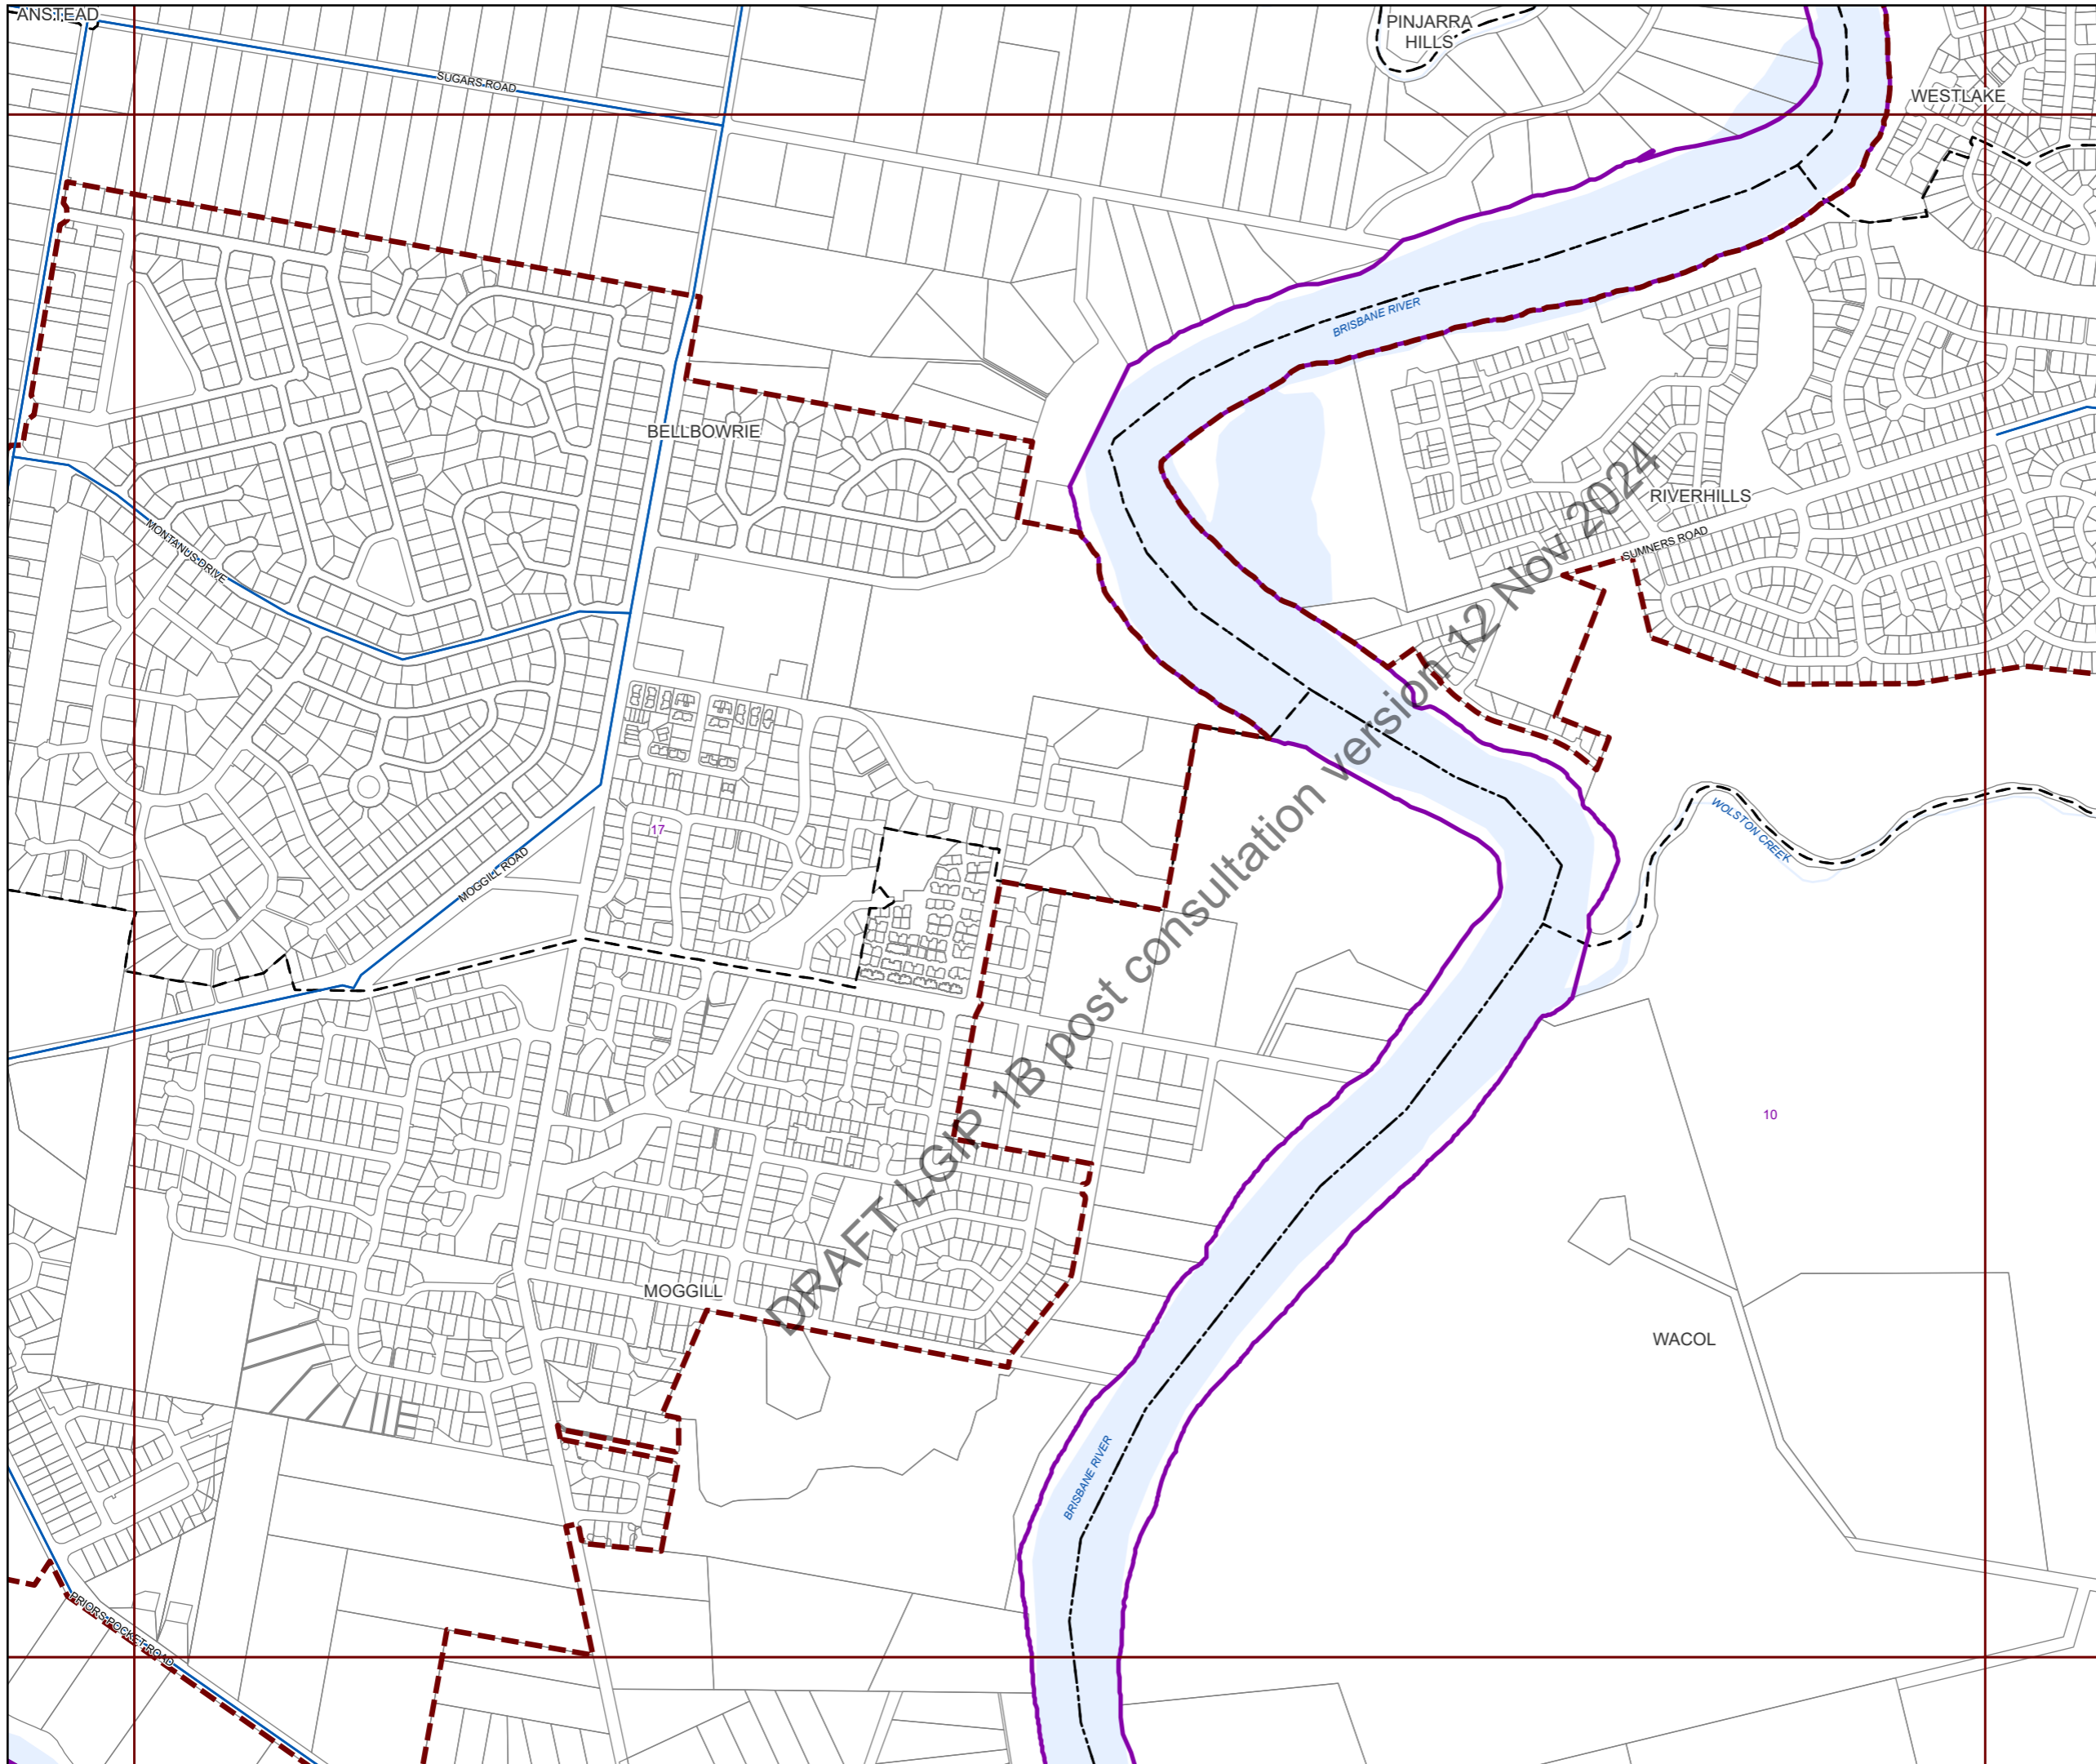 ANSTEAD
PINJARRA
HILLS
SUGARS ROAD
WESTLAKE
BRISBANE RIVER
BELLBOWRIE
RIVERHILLS
SUMNERS ROAD
MONTANUS DRIVE
17
WOLSTON CREEK
MOGGILL ROAD
DRAFT LGIP 1B post consultation version 12 Nov 2024
10
MOGGILL
WACOL
BRISBANE RIVER
PRIORS POCKET ROAD